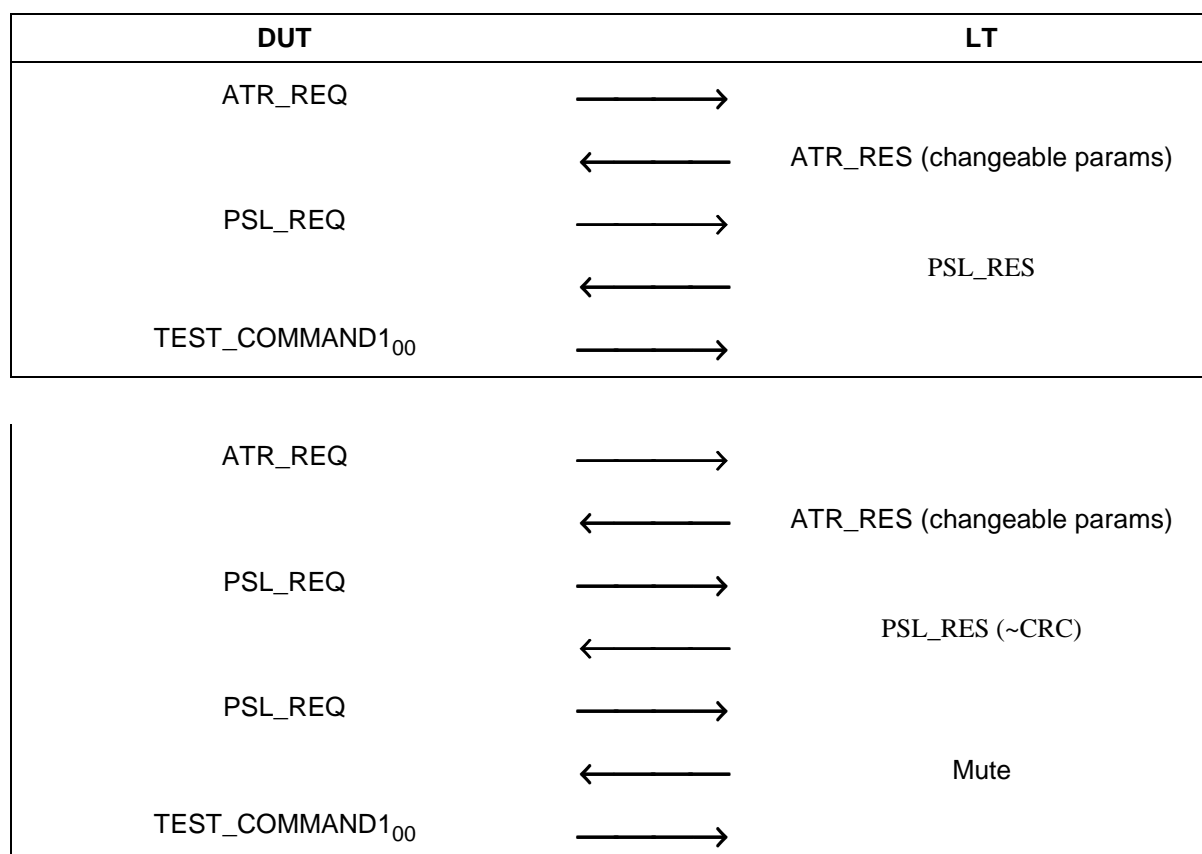 DUT LT
ATR_REQ
ATR_RES (changeable params)
PSL_REQ
PSL_RES
TEST_COMMAND1₀₀
ATR_REQ
ATR_RES (changeable params)
PSL_REQ
PSL_RES (~CRC)
PSL_REQ
Mute
TEST_COMMAND1₀₀